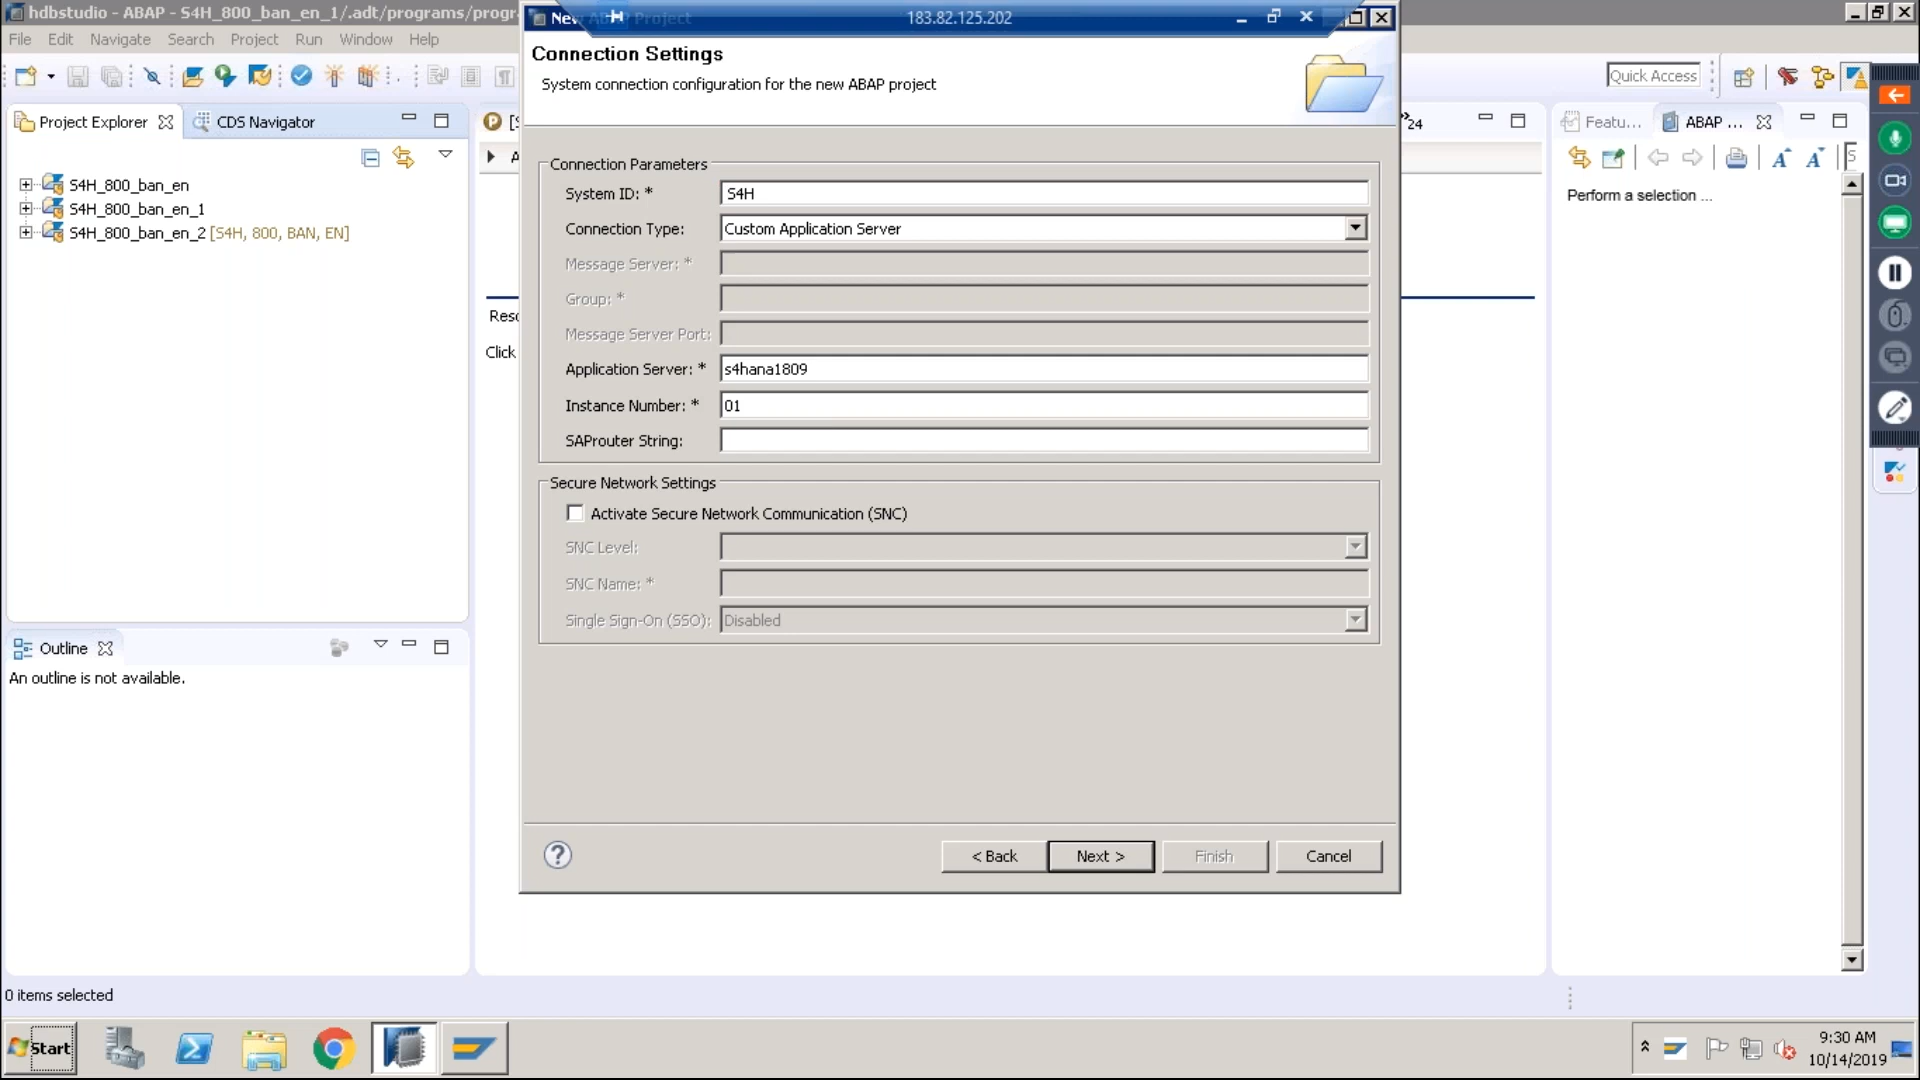 hdbstudio - ABAP - S4H_800_ban_en_1/.adt/programs/progr
New ABAP Project
183.82.125.202
File Edit Navigate Search Project Run Window Help
Connection Settings
System connection configuration for the new ABAP project
Quick Access
Project Explorer
CDS Navigator
24
Featu...
ABAP ...
S4H_800_ban_en
S4H_800_ban_en_1
S4H_800_ban_en_2 [S4H, 800, BAN, EN]
Perform a selection ...
Connection Parameters
System ID: * S4H
Connection Type: Custom Application Server
Message Server: *
Group: *
Message Server Port:
Application Server: * s4hana1809
Instance Number: * 01
SAProuter String:
Secure Network Settings
Activate Secure Network Communication (SNC)
SNC Level:
SNC Name: *
Single Sign-On (SSO): Disabled
Click
Outline
An outline is not available.
< Back Next > Finish Cancel
0 items selected
Start
9:30 AM
10/14/2019